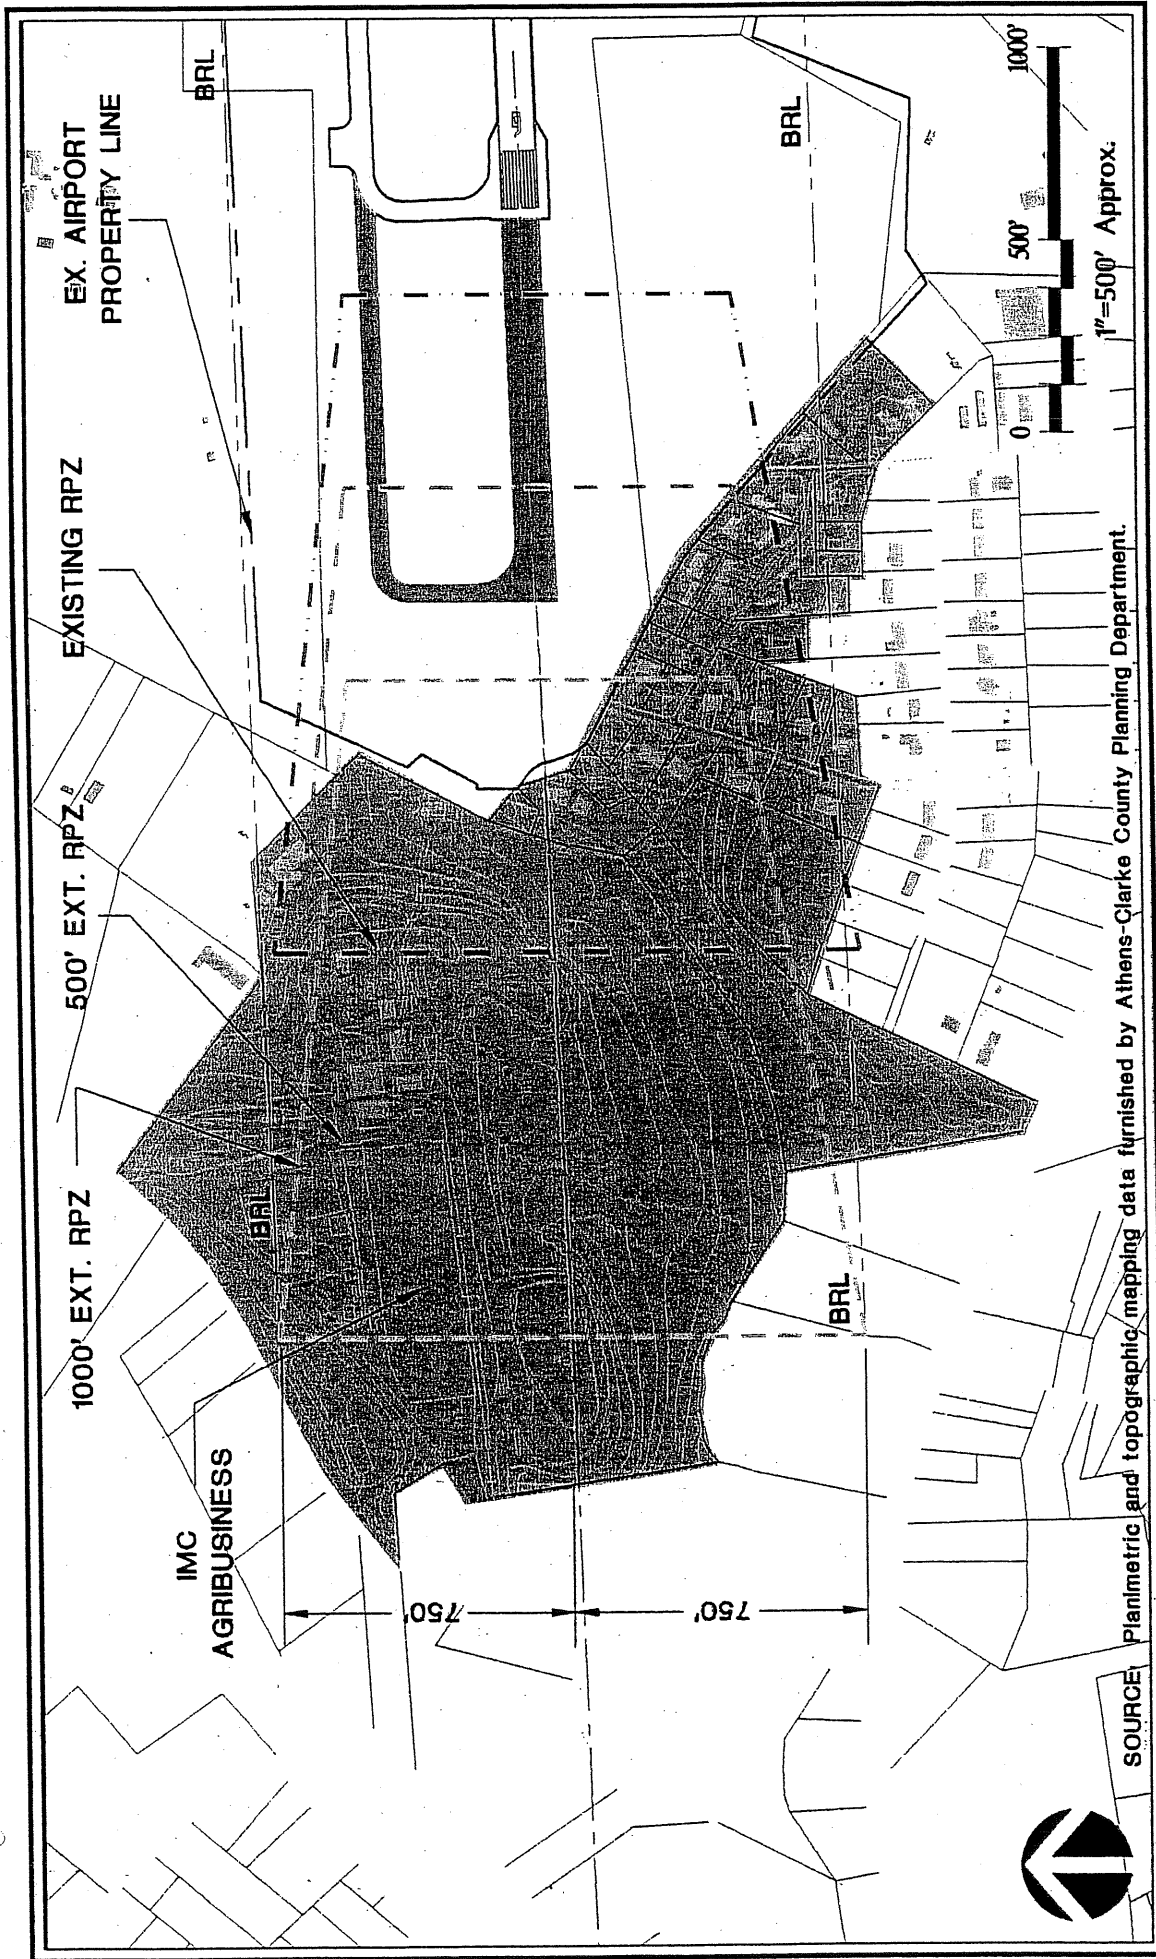 1000' EXT. RPZ
500' EXT. RPZ
EXISTING RPZ
EX. AIRPORT
PROPERTY LINE
BRL
IMC
AGRIBUSINESS
BRL
750'
750'
BRL
BRL
B
0
500'
1000'
1"=500' Approx.
SOURCE: Planimetric and topographic mapping data furnished by Athens-Clarke County Planning Department.